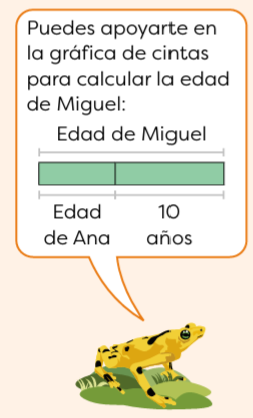 Puedes apoyarte en
la gráfica de cintas
para calcular la edad
de Miguel:
Edad de Miguel
Edad 10
de Ana años